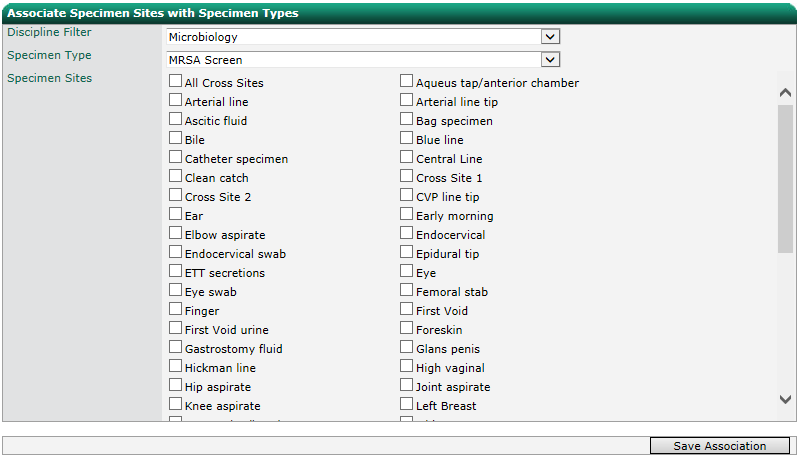 Associate Specimen Sites with Specimen Types
Discipline Filter Microbiology
Specimen Type MRSA Screen
Specimen Sites All Cross Sites Aqueus tap/anterior chamber
Arterial line Arterial line tip
Ascitic fluid Bag specimen
Bile Blue line
Catheter specimen Central Line
Clean catch Cross Site 1
Cross Site 2 CVP line tip
Ear Early morning
Elbow aspirate Endocervical
Endocervical swab Epidural tip
ETT secretions Eye
Eye swab Femoral stab
Finger First Void
First Void urine Foreskin
Gastrostomy fluid Glans penis
Hickman line High vaginal
Hip aspirate Joint aspirate
Knee aspirate Left Breast
Save Association